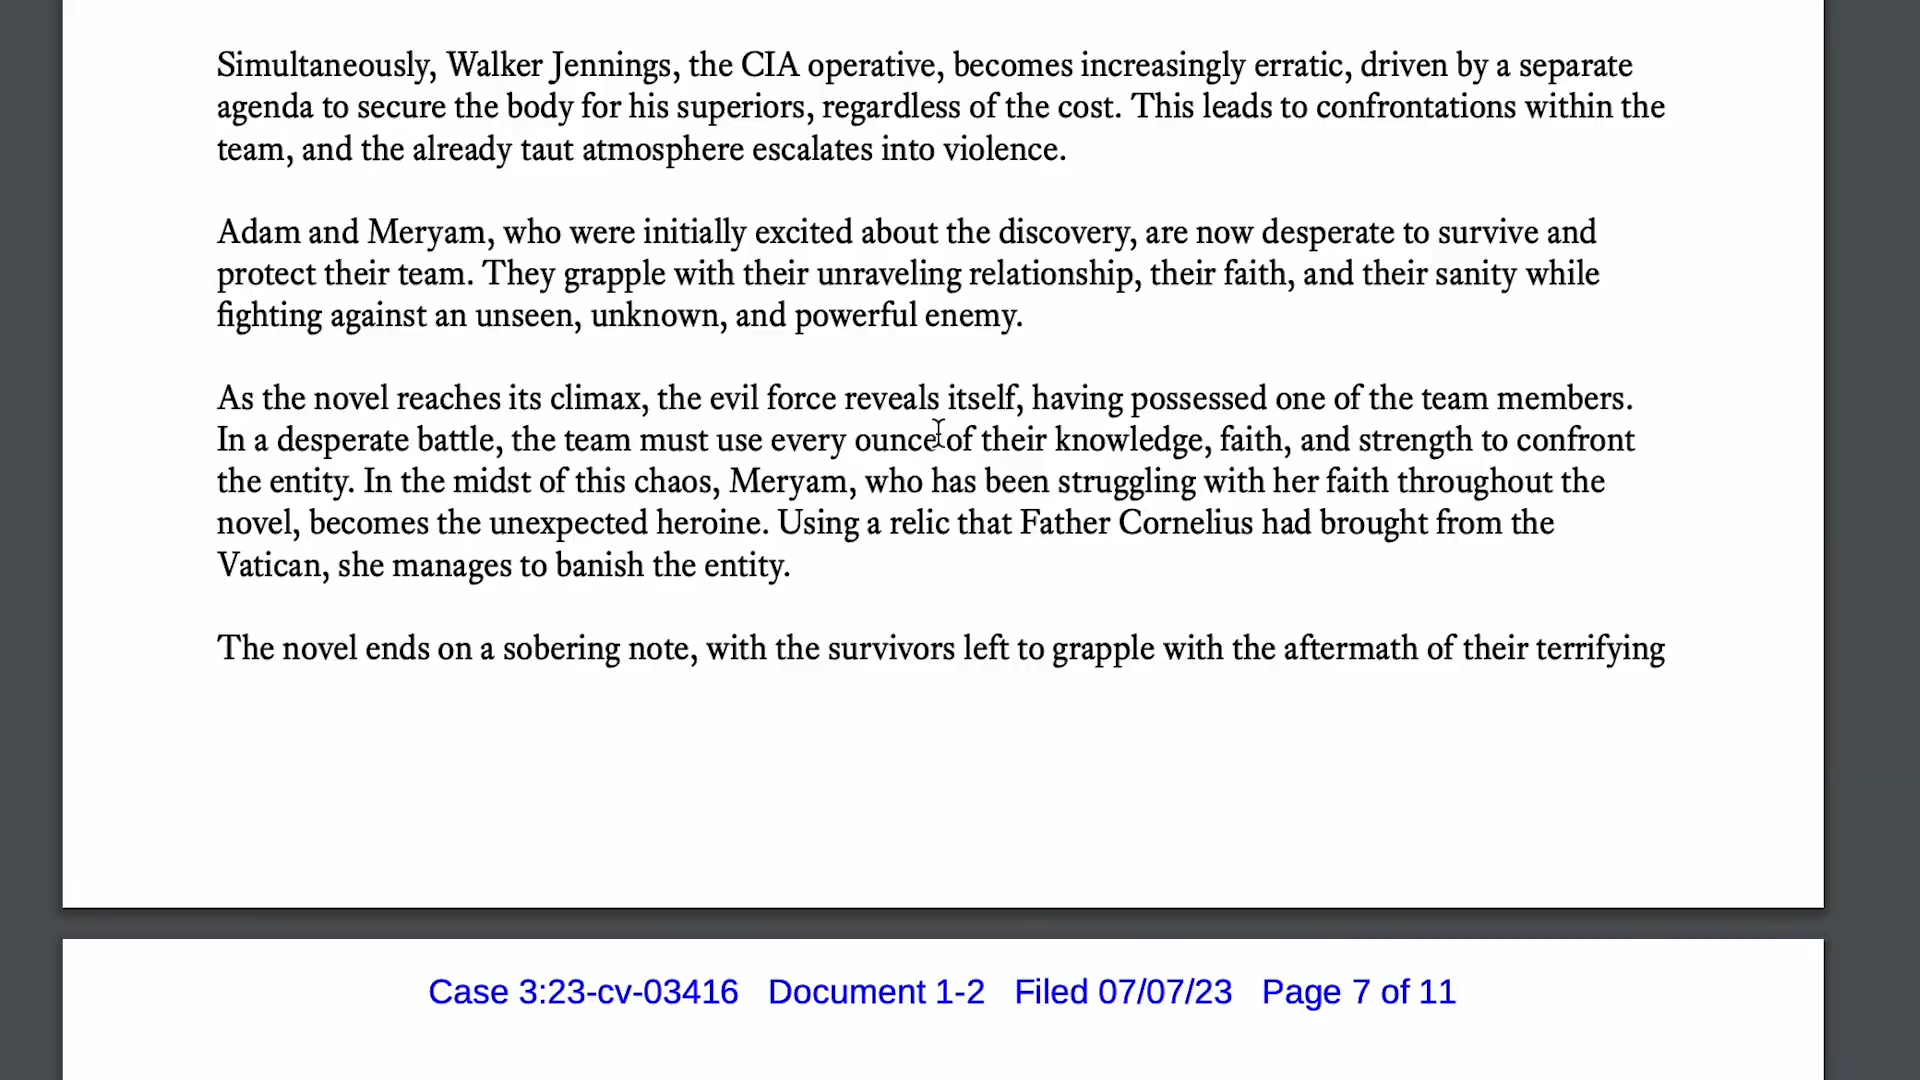 Simultaneously, Walker Jennings, the CIA operative, becomes increasingly erratic, driven by a separate
agenda to secure the body for his superiors, regardless of the cost. This leads to confrontations within the
team, and the already taut atmosphere escalates into violence.
Adam and Meryam, who were initially excited about the discovery, are now desperate to survive and
protect their team. They grapple with their unraveling relationship, their faith, and their sanity while
fighting against an unseen, unknown, and powerful enemy.
As the novel reaches its climax, the evil force reveals itself, having possessed one of the team members.
In a desperate battle, the team must use every ounce of their knowledge, faith, and strength to confront
the entity. In the midst of this chaos, Meryam, who has been struggling with her faith throughout the
novel, becomes the unexpected heroine. Using a relic that Father Cornelius had brought from the
Vatican, she manages to banish the entity.
The novel ends on a sobering note, with the survivors left to grapple with the aftermath of their terrifying
Case 3:23-cv-03416 Document 1-2 Filed 07/07/23 Page 7 of 11